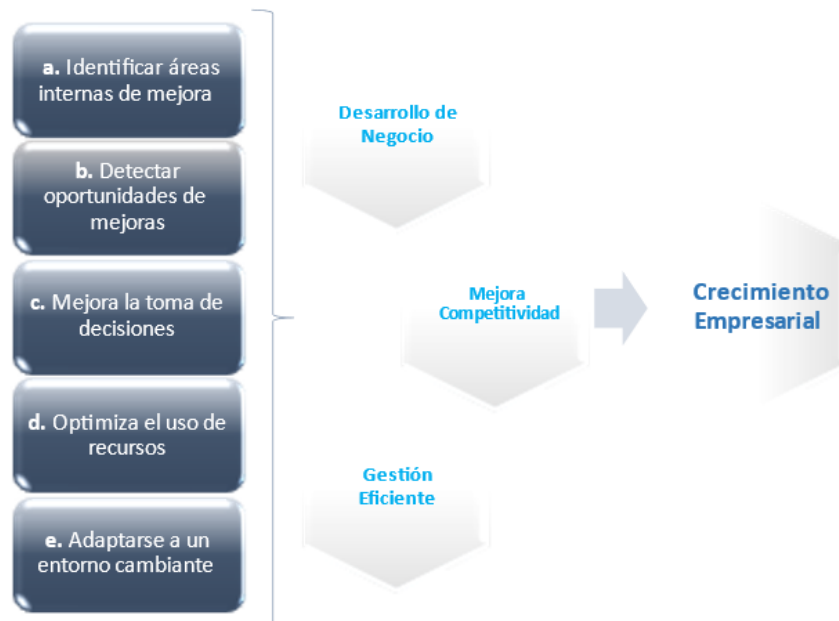 a. Identificar áreas
internas de mejora
b. Detectar
oportunidades de
mejoras
c. Mejora la toma de
decisiones
d. Optimiza el uso de
recursos
e. Adaptarse a un
entorno cambiante
Desarrollo de
Negocio
Mejora
Competitividad
Gestión
Eficiente
Crecimiento
Empresarial